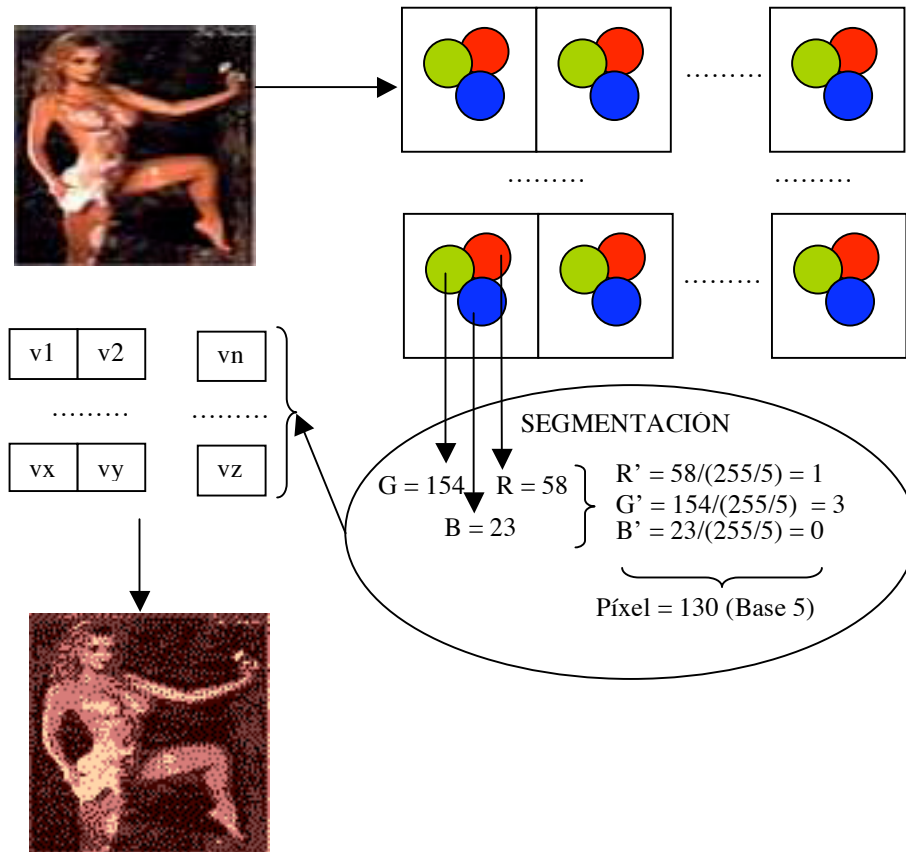 ………
………
………
………
v1 v2 vn
……… ………
vx vy vz
SEGMENTACIÓN
G = 154 R = 58
B = 23
R’ = 58/(255/5) = 1
G’ = 154/(255/5) = 3
B’ = 23/(255/5) = 0
Píxel = 130 (Base 5)